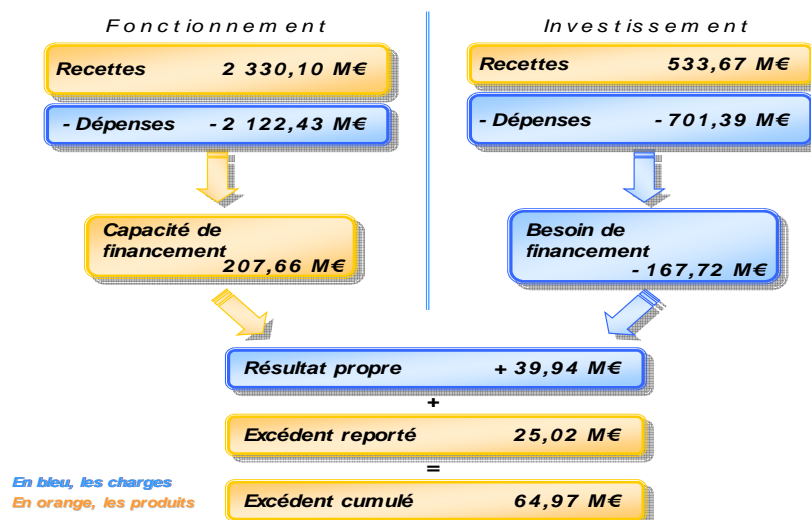 Fonctionnement
Recettes 2 330,10 M€
- Dépenses - 2 122,43 M€
Capacité de
financement
207,66 M€
Investissement
Recettes 533,67 M€
- Dépenses - 701,39 M€
Besoin de
financement
- 167,72 M€
Résultat propre + 39,94 M€
+
Excédent reporté 25,02 M€
=
Excédent cumulé 64,97 M€
En bleu, les charges
En orange, les produits